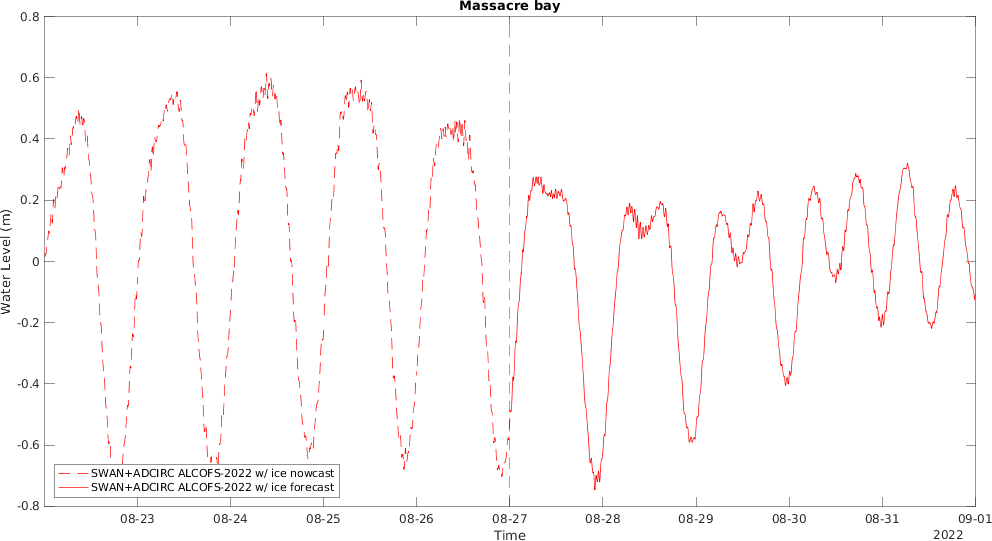 Massacre bay
Water Level (m)
0.8
0.6
0.4
0.2
0
-0.2
-0.4
-0.6
-0.8
SWAN+ADCIRC ALCOFS-2022 w/ ice nowcast
SWAN+ADCIRC ALCOFS-2022 w/ ice forecast
08-23 08-24 08-25 08-26 08-27 08-28 08-29 08-30 08-31 09-01
Time
2022